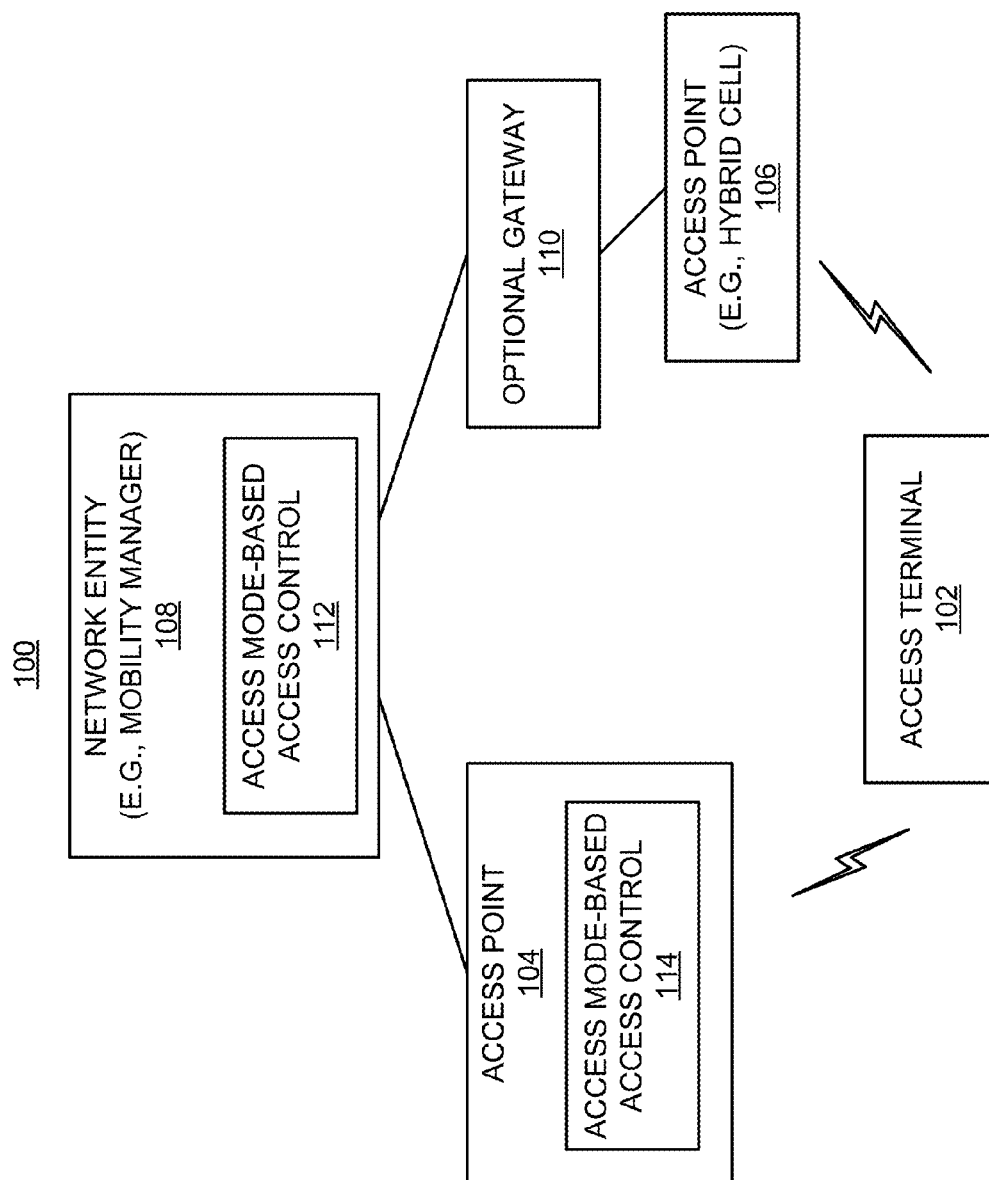 100
NETWORK ENTITY
(E.G., MOBILITY MANAGER)
108
ACCESS MODE-BASED
ACCESS CONTROL
112
ACCESS POINT
104
ACCESS MODE-BASED
ACCESS CONTROL
114
OPTIONAL GATEWAY
110
ACCESS POINT
(E.G., HYBRID CELL)
106
ACCESS TERMINAL
102